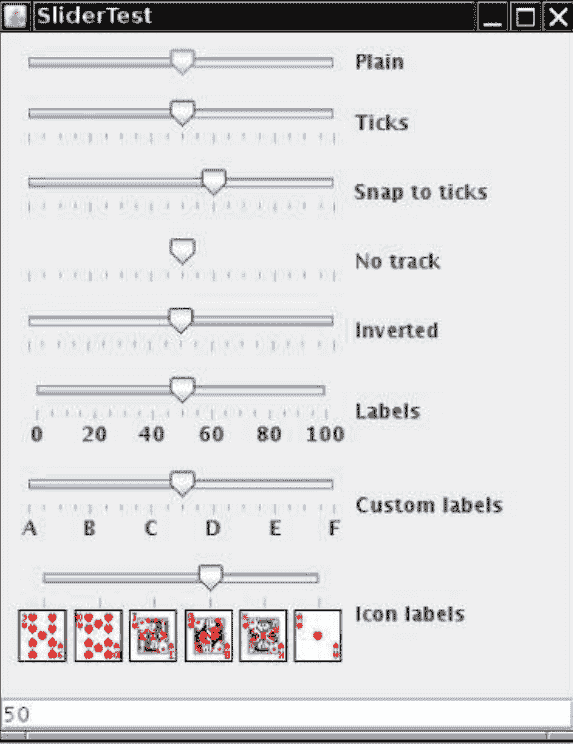 SliderTest
Plain
Ticks
Snap to ticks
No track
Inverted
Labels
0 20 40 60 80 100
Custom labels
A B C D E F
Icon labels
50